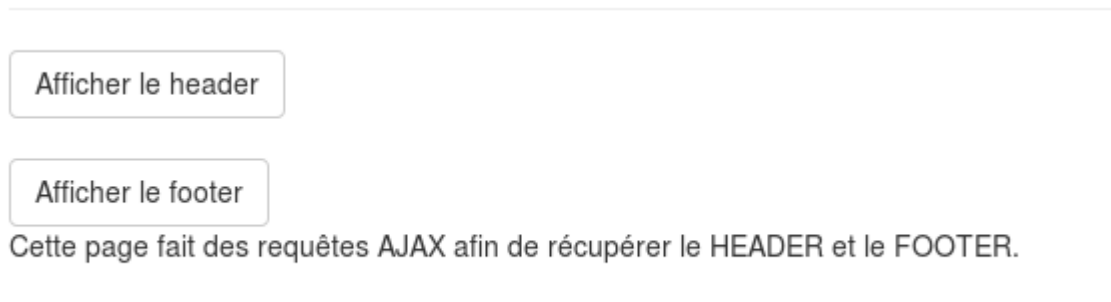 Afficher le header
Afficher le footer
Cette page fait des requêtes AJAX afin de récupérer le HEADER et le FOOTER.